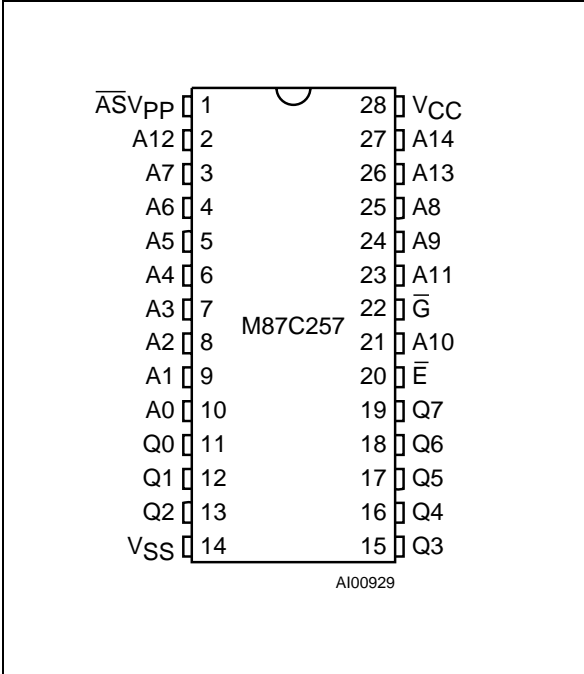 A̅S̅VPP 1 28 VCC
A12 2 27 A14
A7 3 26 A13
A6 4 25 A8
A5 5 24 A9
A4 6 23 A11
A3 7 22 G̅
M87C257
A2 8 21 A10
A1 9 20 E̅
A0 10 19 Q7
Q0 11 18 Q6
Q1 12 17 Q5
Q2 13 16 Q4
VSS 14 15 Q3
AI00929